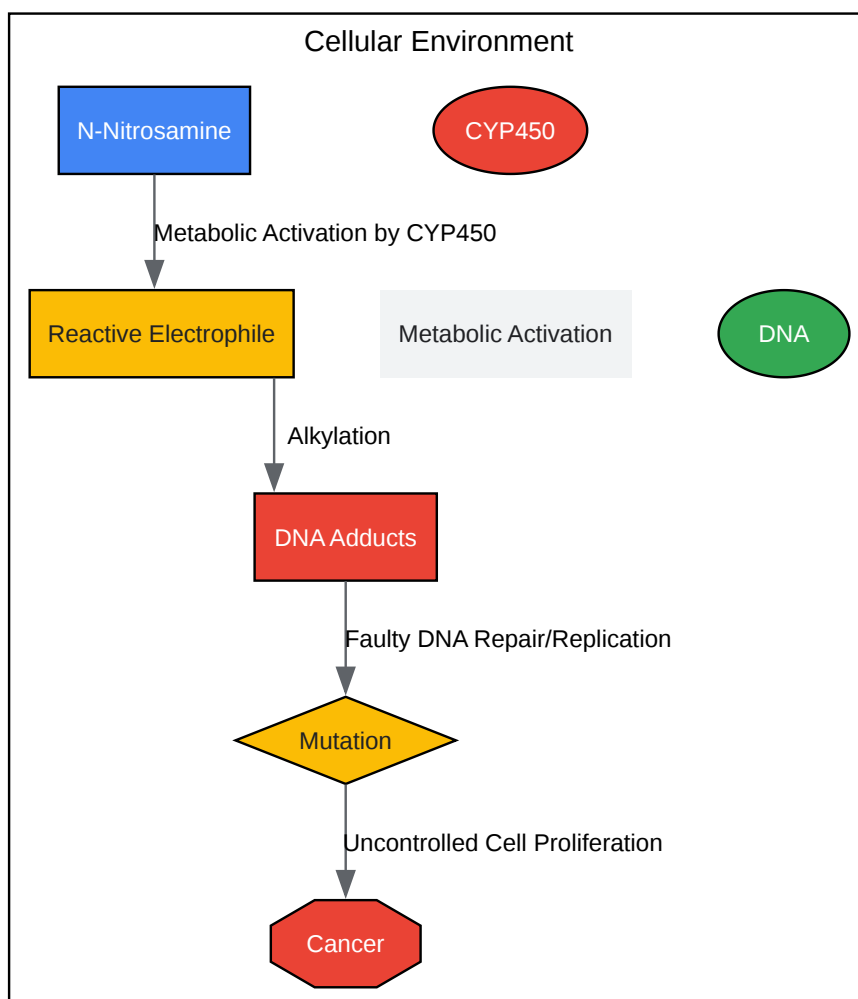 Cellular Environment
N-Nitrosamine
CYP450
Metabolic Activation by CYP450
Reactive Electrophile
Metabolic Activation
DNA
Alkylation
DNA Adducts
Faulty DNA Repair/Replication
Mutation
Uncontrolled Cell Proliferation
Cancer